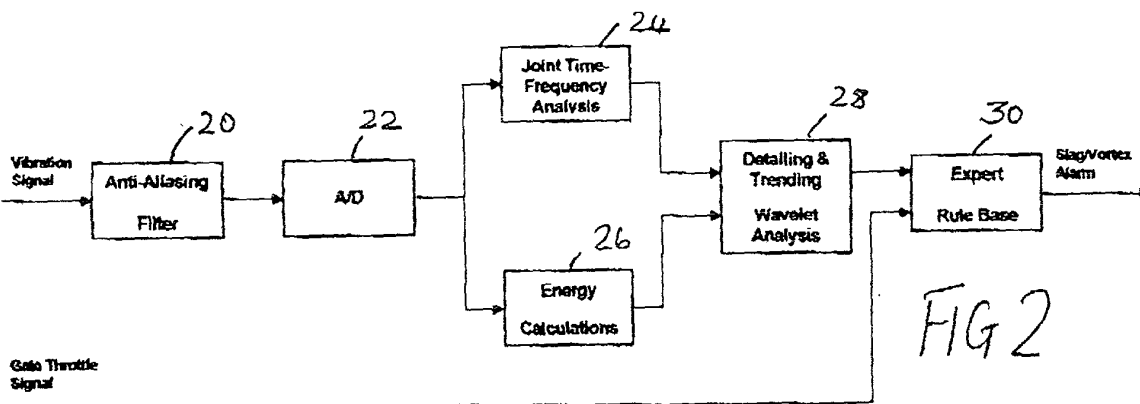 24
Joint Time-
Frequency
Analysis
20
22
28
30
Vibration
Signal
Anti-Aliasing
Filter
A/D
Detailing &
Trending
Wavelet
Analysis
Expert
Rule Base
Slag/Vortex
Alarm
26
Energy
Calculations
FIG 2
Gate Throttle
Signal